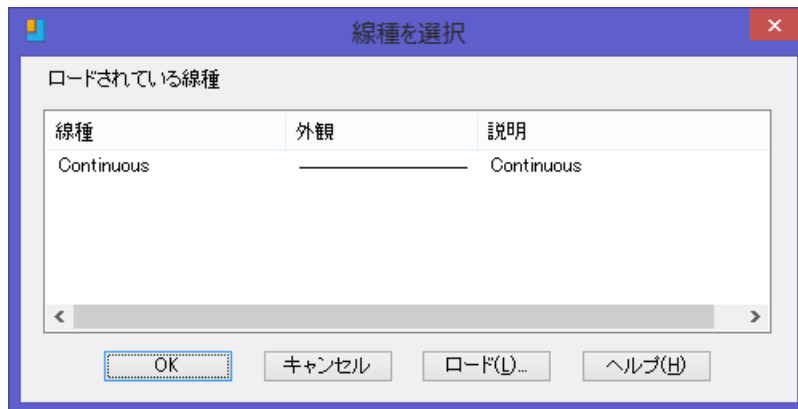 線種を選択
ロードされている線種
線種 外観 説明
Continuous Continuous
OK キャンセル ロード(L)... ヘルプ(H)